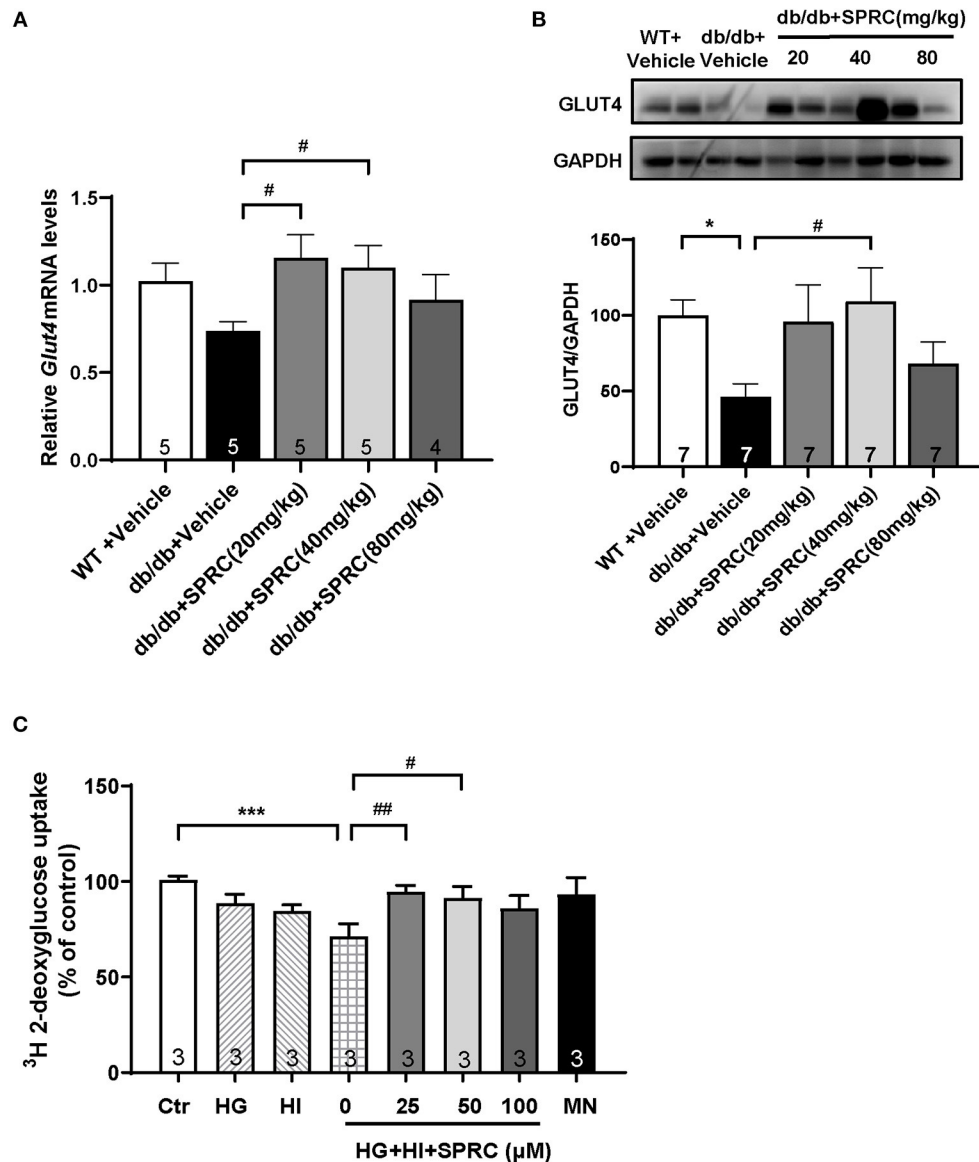 A
Relative Glut4 mRNA levels
1.5
1.0
0.5
0.0
#
#
5
5
5
5
4
WT +Vehicle
db/db+Vehicle
db/db+SPRC(20mg/kg)
db/db+SPRC(40mg/kg)
db/db+SPRC(80mg/kg)
B
WT+
Vehicle
db/db+
Vehicle
db/db+SPRC(mg/kg)
20 40 80
GLUT4
GAPDH
GLUT4/GAPDH
150
100
50
0
*
#
7
7
7
7
7
WT +Vehicle
db/db+Vehicle
db/db+SPRC(20mg/kg)
db/db+SPRC(40mg/kg)
db/db+SPRC(80mg/kg)
C
³H 2-deoxyglucose uptake
(% of control)
150
100
50
0
***
##
#
3
3
3
3
3
3
3
3
Ctr HG HI 0 25 50 100 MN
HG+HI+SPRC (μM)